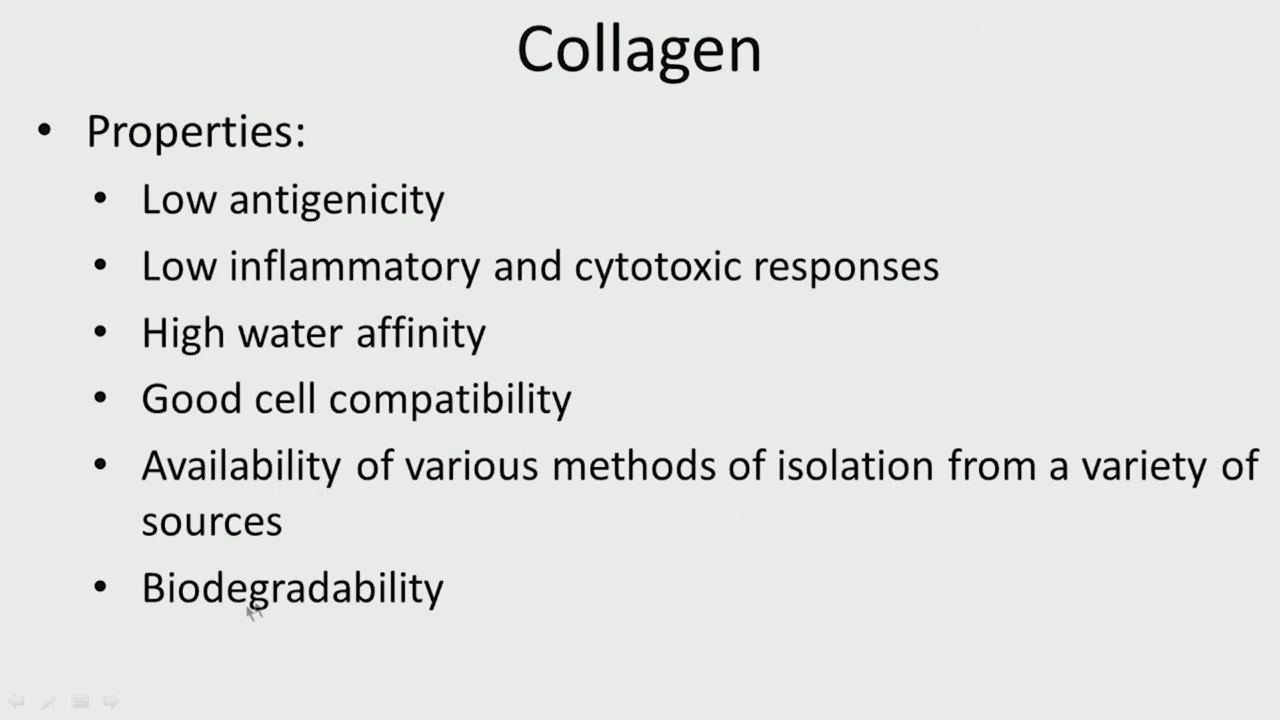 Collagen
• Properties:
• Low antigenicity
• Low inflammatory and cytotoxic responses
• High water affinity
• Good cell compatibility
• Availability of various methods of isolation from a variety of
sources
• Biodegradability